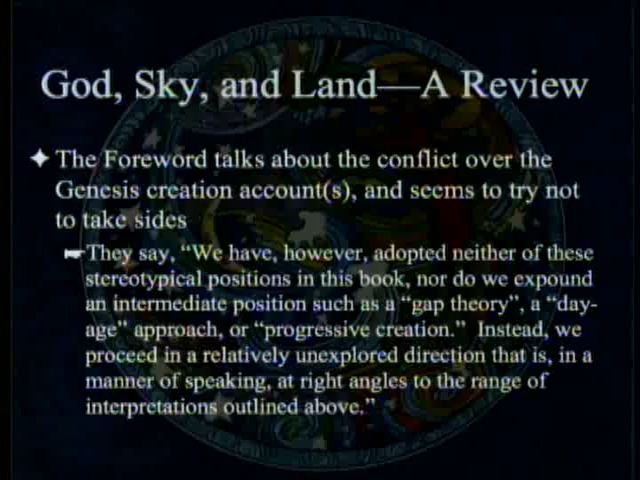 God, Sky, and Land—A Review
The Foreword talks about the conflict over the
Genesis creation account(s), and seems to try not
to take sides
They say, “We have, however, adopted neither of these
stereotypical positions in this book, nor do we expound
an intermediate position such as a “gap theory”, a “day-
age” approach, or “progressive creation.”  Instead, we
proceed in a relatively unexplored direction that is, in a
manner of speaking, at right angles to the range of
interpretations outlined above.”